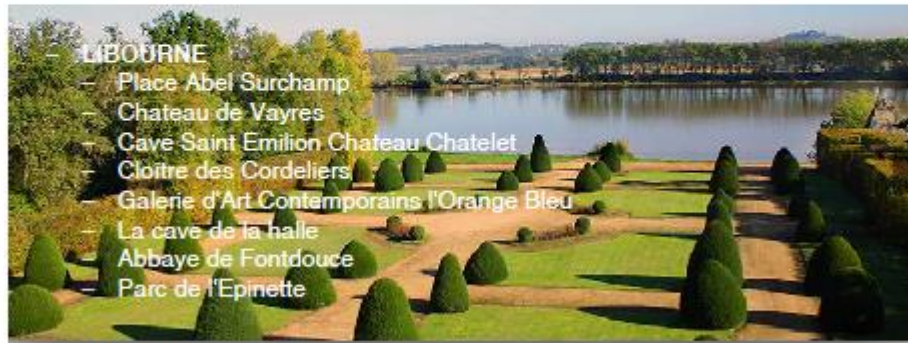 – LIBOURNE
– Place Abel Surchamp
– Chateau de Vayres
– Cave Saint Emilion Chateau Chatelet
– Cloître des Cordeliers
– Galerie d'Art Contemporains l'Orange Bleu
– La cave de la halle
– Abbaye de Fontdouce
– Parc de l'Epinette